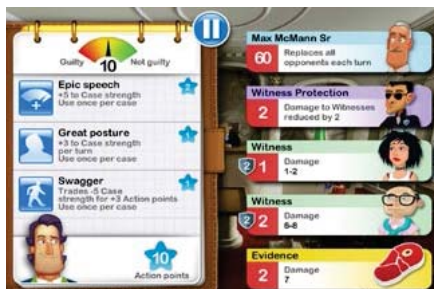 Guilty
Not guilty
10
Epic speech
+5 to Case strength
Use once per case
Great posture
+3 to Case strength
per turn
Use once per case
1
Swagger
Trades -5 Case
strength for +3 Action points
Use once per case
1
10
Action points
Max McMann Sr
60
Replaces all
opponents each turn
Witness Protection
2
Damage to Witnesses
reduced by 2
Witness
2
1
Damage
1-2
Witness
2
2
Damage
6-8
Evidence
2
Damage
7